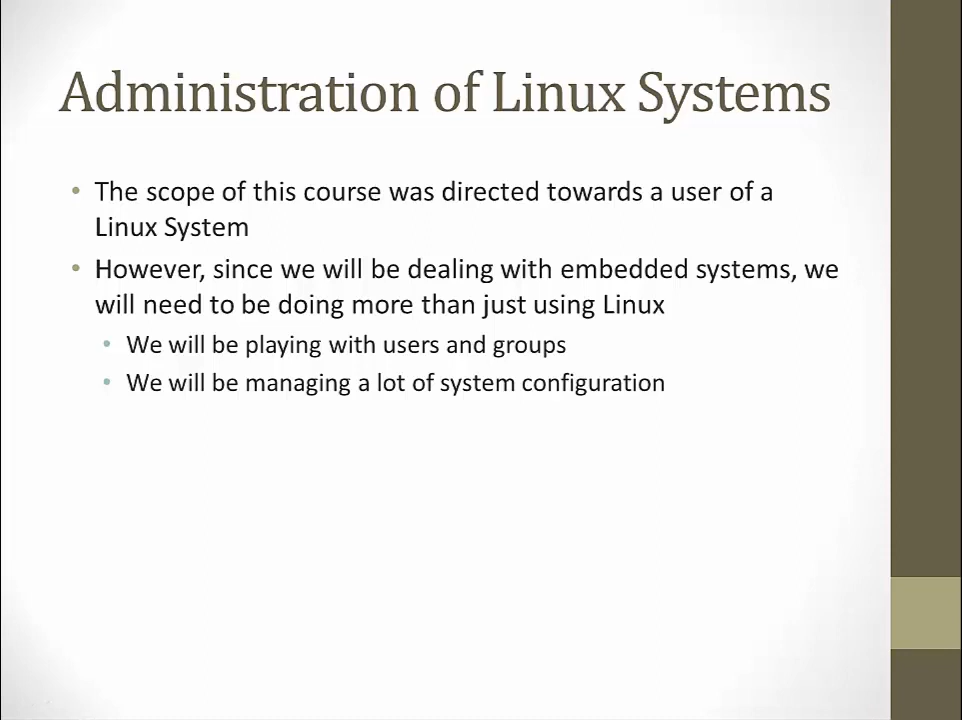 Administration of Linux Systems
• The scope of this course was directed towards a user of a
Linux System
• However, since we will be dealing with embedded systems, we
will need to be doing more than just using Linux
• We will be playing with users and groups
• We will be managing a lot of system configuration